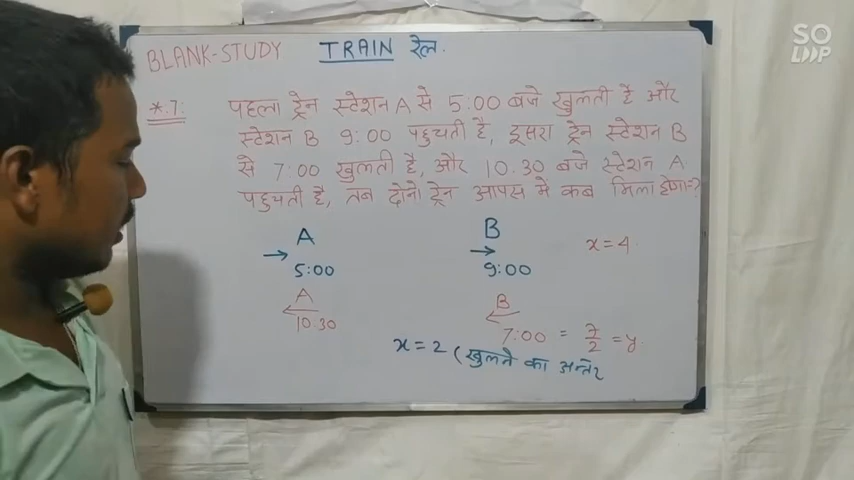 BLANK-STUDY TRAIN रेल.
SO LOOP
*.7: पहला ट्रेन स्टेशन A से 5:00 बजे खुलती है और
स्टेशन B 9:00 पहुचती है, दूसरा ट्रेन स्टेशन B
से 7:00 खुलती है, और 10.30 बजे स्टेशन A
पहुचती है, तब दोनो ट्रेन आपस मे कब मिला होगा=?
→ A → B x=4
5:00 9:00
A B
10.30 7:00 = 7/2 = y.
x=2 (खुलने का अन्तर